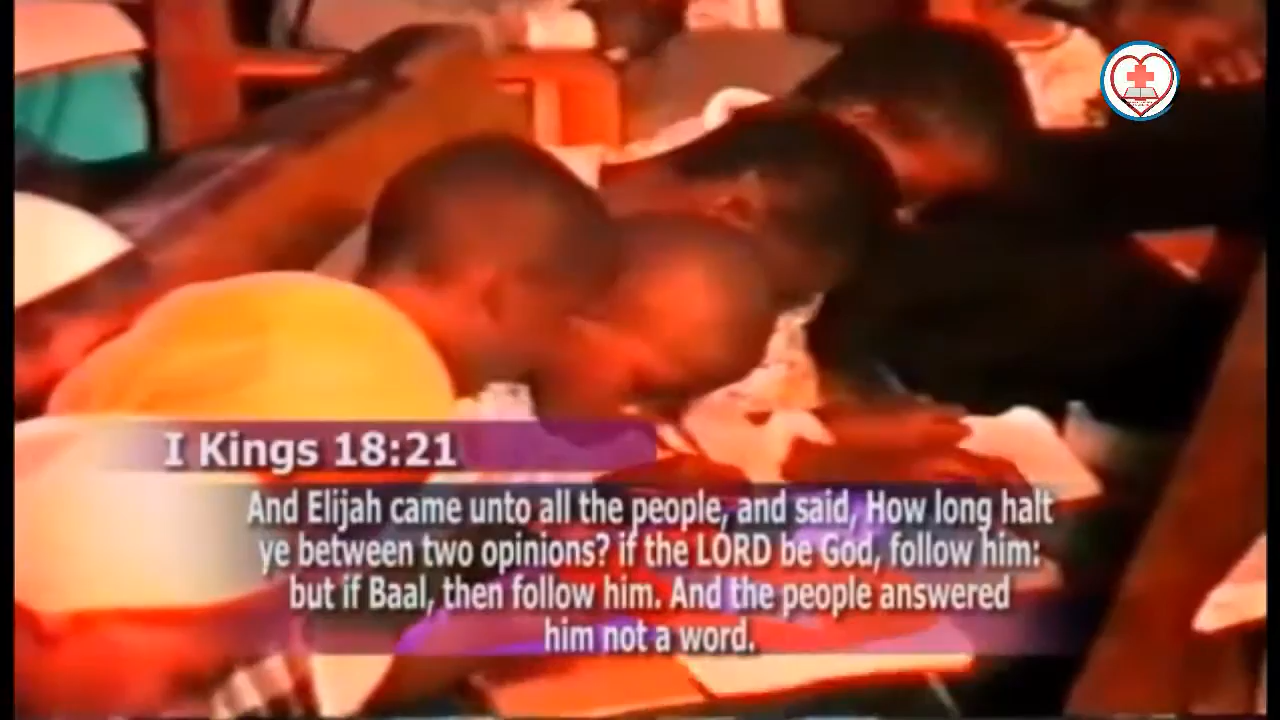 I Kings 18:21
And Elijah came unto all the people, and said, How long halt
ye between two opinions? if the LORD be God, follow him:
but if Baal, then follow him. And the people answered
him not a word.